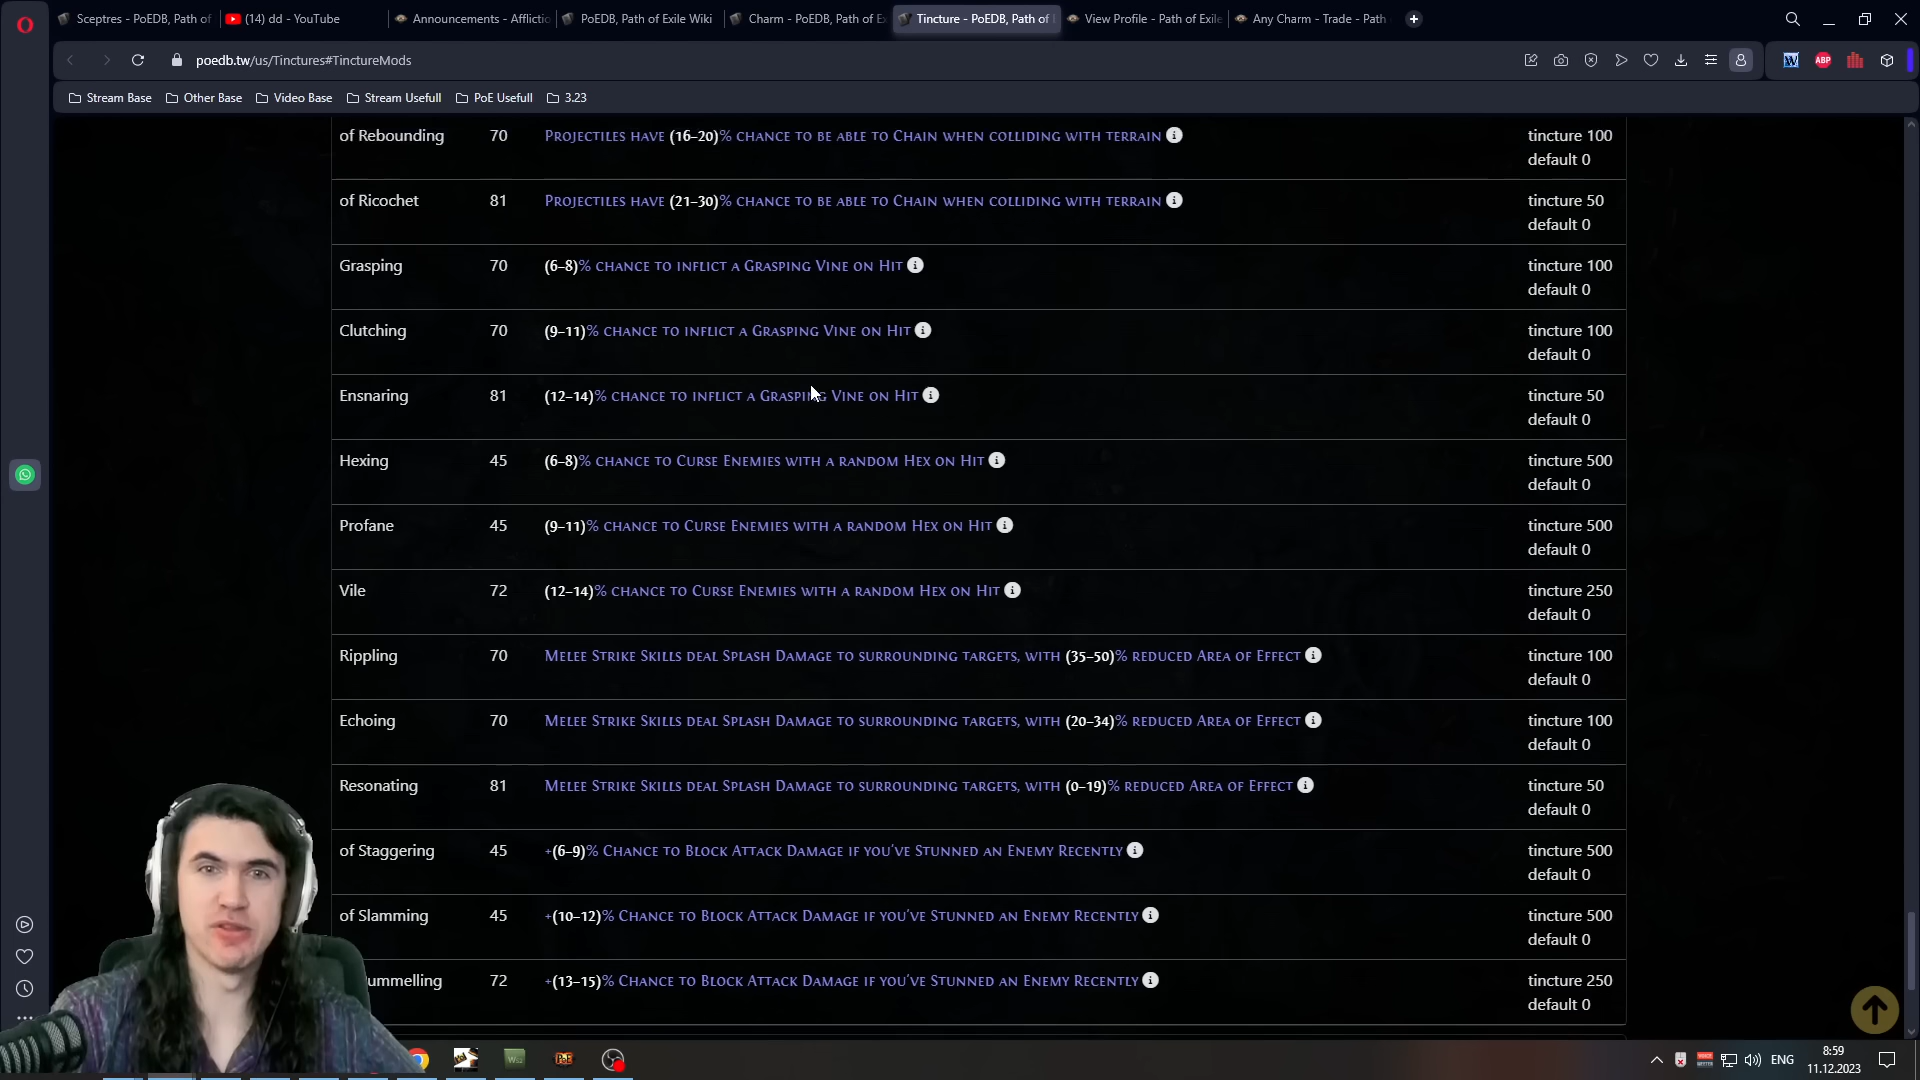 Sceptres - PoEDB, Path of
(14) dd - YouTube
Announcements - Afflictio
PoEDB, Path of Exile Wiki
Charm - PoEDB, Path of Ex
Tincture - PoEDB, Path of
View Profile - Path of Exile
Any Charm - Trade - Path
poedb.tw/us/Tinctures#TinctureMods
ABP
Stream Base
Other Base
Video Base
Stream Usefull
PoE Usefull
3.23
of Rebounding 70 Projectiles have (16–20)% chance to be able to Chain when colliding with terrain tincture 100
default 0
of Ricochet 81 Projectiles have (21–30)% chance to be able to Chain when colliding with terrain tincture 50
default 0
Grasping 70 (6–8)% chance to inflict a Grasping Vine on Hit tincture 100
default 0
Clutching 70 (9–11)% chance to inflict a Grasping Vine on Hit tincture 100
default 0
Ensnaring 81 (12–14)% chance to inflict a Grasping Vine on Hit tincture 50
default 0
Hexing 45 (6–8)% chance to Curse Enemies with a random Hex on Hit tincture 500
default 0
Profane 45 (9–11)% chance to Curse Enemies with a random Hex on Hit tincture 500
default 0
Vile 72 (12–14)% chance to Curse Enemies with a random Hex on Hit tincture 250
default 0
Rippling 70 Melee Strike Skills deal Splash Damage to surrounding targets, with (35–50)% reduced Area of Effect tincture 100
default 0
Echoing 70 Melee Strike Skills deal Splash Damage to surrounding targets, with (20–34)% reduced Area of Effect tincture 100
default 0
Resonating 81 Melee Strike Skills deal Splash Damage to surrounding targets, with (0–19)% reduced Area of Effect tincture 50
default 0
of Staggering 45 +(6–9)% Chance to Block Attack Damage if you've Stunned an Enemy Recently tincture 500
default 0
of Slamming 45 +(10–12)% Chance to Block Attack Damage if you've Stunned an Enemy Recently tincture 500
default 0
ummelling 72 +(13–15)% Chance to Block Attack Damage if you've Stunned an Enemy Recently tincture 250
default 0
PoE
ENG
8:59
11.12.2023